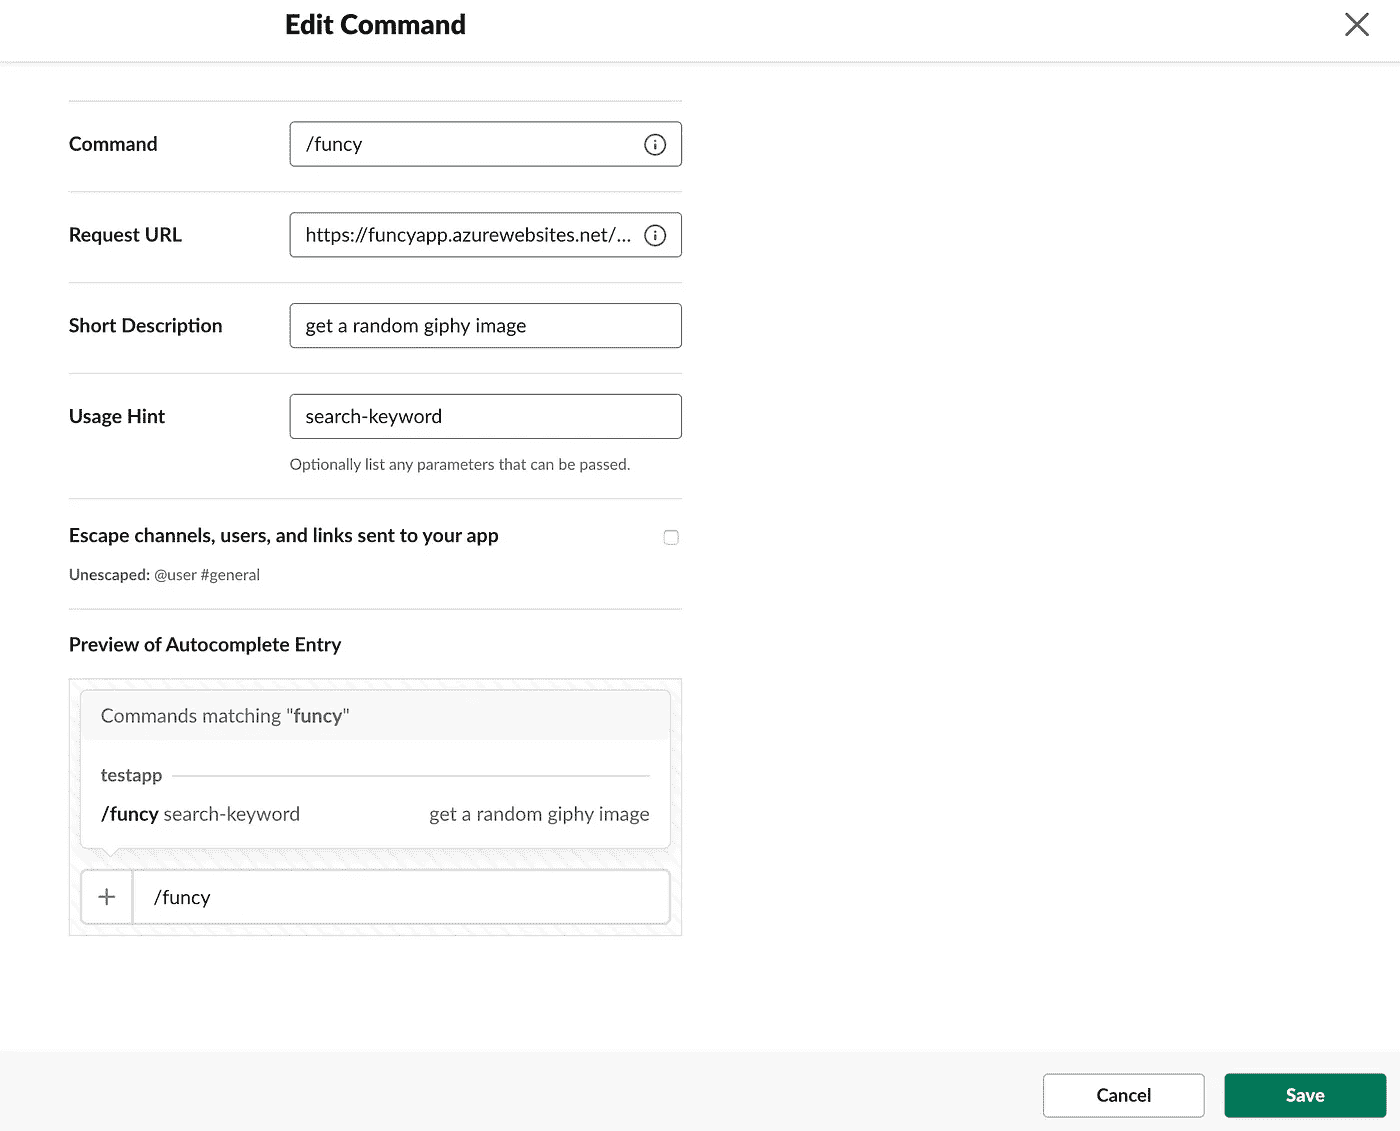 Edit Command
Command
/funcy
Request URL
https://funcyapp.azurewebsites.net/...
Short Description
get a random giphy image
Usage Hint
search-keyword
Optionally list any parameters that can be passed.
Escape channels, users, and links sent to your app
Unescaped: @user #general
Preview of Autocomplete Entry
Commands matching "funcy"
testapp
/funcy search-keyword get a random giphy image
/funcy
Cancel Save